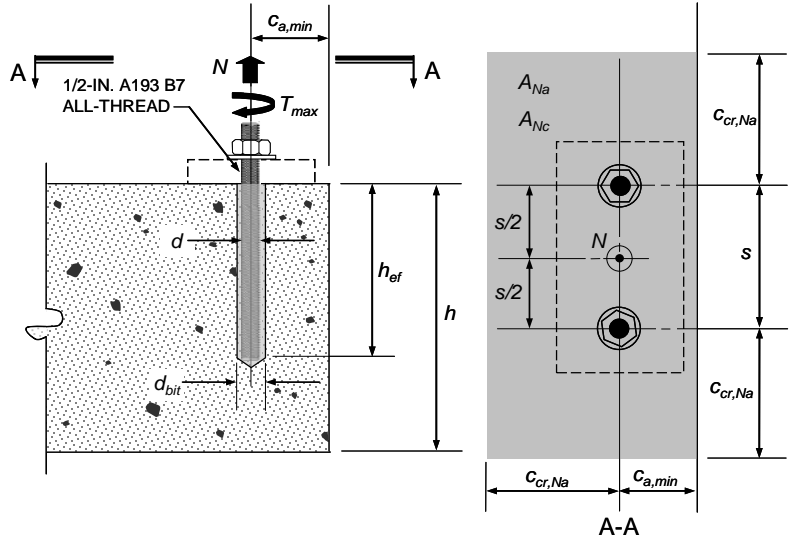 c_a,min
A
A
N
1/2-IN. A193 B7
ALL-THREAD
T_max
d
h_ef
h
d_bit
A_Na
A_Nc
c_cr,Na
s/2
N
s
s/2
c_cr,Na
c_cr,Na
c_a,min
A-A